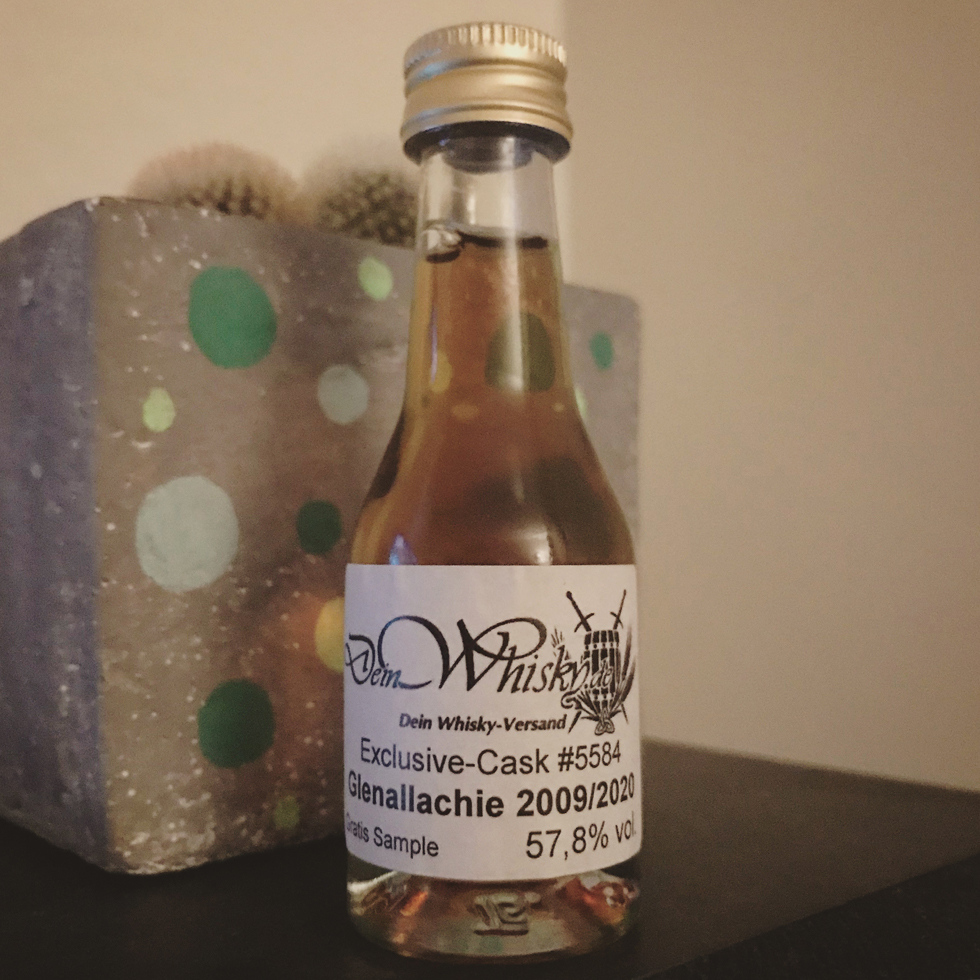 DeinWhisky.de
Dein Whisky-Versand
Exclusive-Cask #5584
Glenallachie 2009/2020
Gratis Sample 57,8% vol.